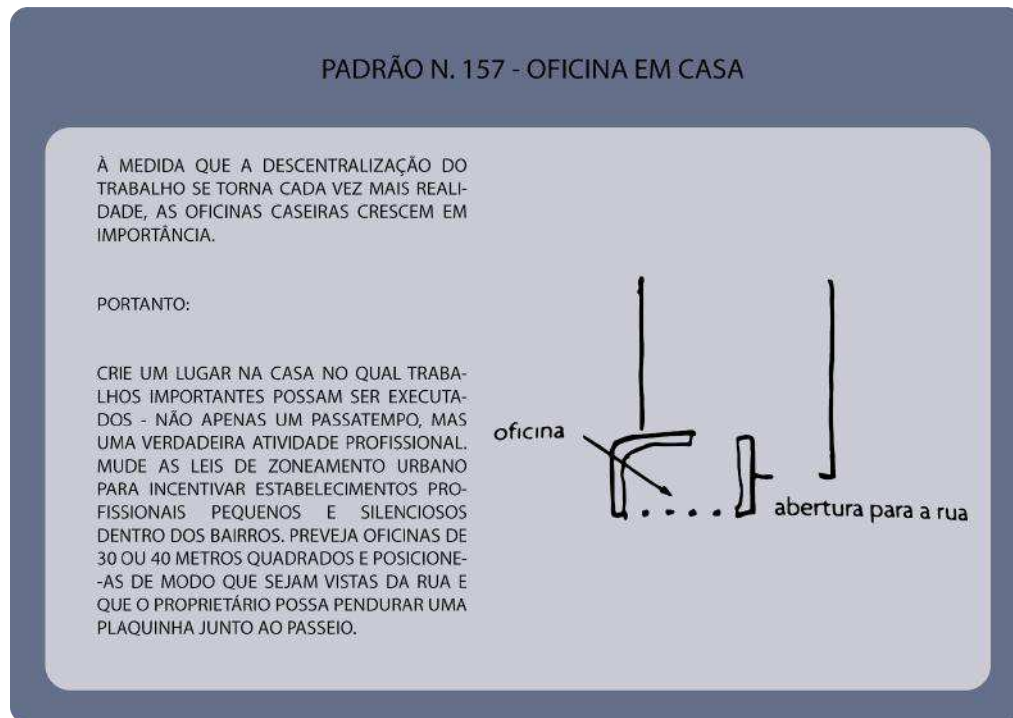 PADRÃO N. 157 - OFICINA EM CASA
À MEDIDA QUE A DESCENTRALIZAÇÃO DO
TRABALHO SE TORNA CADA VEZ MAIS REALI-
DADE, AS OFICINAS CASEIRAS CRESCEM EM
IMPORTÂNCIA.
PORTANTO:
CRIE UM LUGAR NA CASA NO QUAL TRABA-
LHOS IMPORTANTES POSSAM SER EXECUTA-
DOS - NÃO APENAS UM PASSATEMPO, MAS
UMA VERDADEIRA ATIVIDADE PROFISSIONAL.
MUDE AS LEIS DE ZONEAMENTO URBANO
PARA INCENTIVAR ESTABELECIMENTOS PRO-
FISSIONAIS PEQUENOS E SILENCIOSOS
DENTRO DOS BAIRROS. PREVEJA OFICINAS DE
30 OU 40 METROS QUADRADOS E POSICIONE-
-AS DE MODO QUE SEJAM VISTAS DA RUA E
QUE O PROPRIETÁRIO POSSA PENDURAR UMA
PLAQUINHA JUNTO AO PASSEIO.
oficina
abertura para a rua